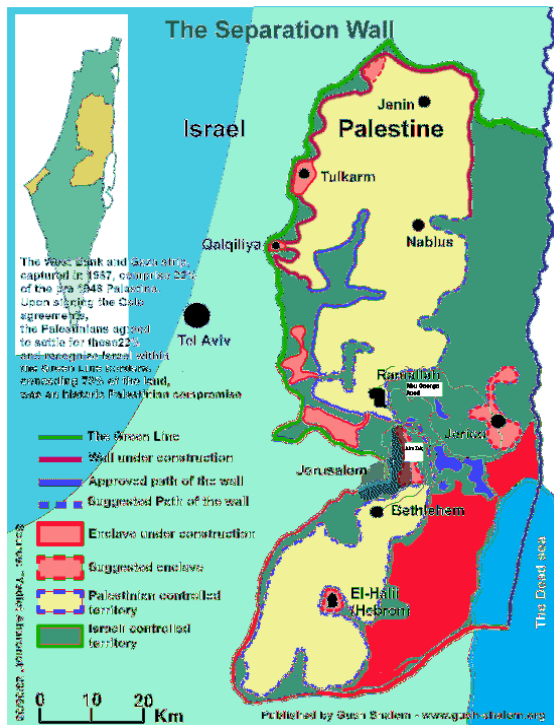 The Separation Wall
Israel
Palestine
Jenin
Tulkarm
Qalqiliya
Nablus
The West Bank and Gaza strip,
captured in 1967, comprise 22%
of the pre 1948 Palestine.
Upon signing the Oslo
agreements,
the Palestinians agreed
to settle for these 22%
and recognize Israel within
the Green Line borders,
conceding 78% of the land,
was an historic Palestinian compromise
Tel Aviv
Ramallah
Jericho
Jerusalem
Bethlehem
The Green Line
Wall under construction
Approved path of the wall
Suggested Path of the wall
Enclave under construction
Suggested enclave
Palestinian controlled
territory
Israeli controlled
territory
El-Halil
(Hebron)
The Dead sea
0 10 20
Km
Published by Gush Shalom - www.gush-shalom.org